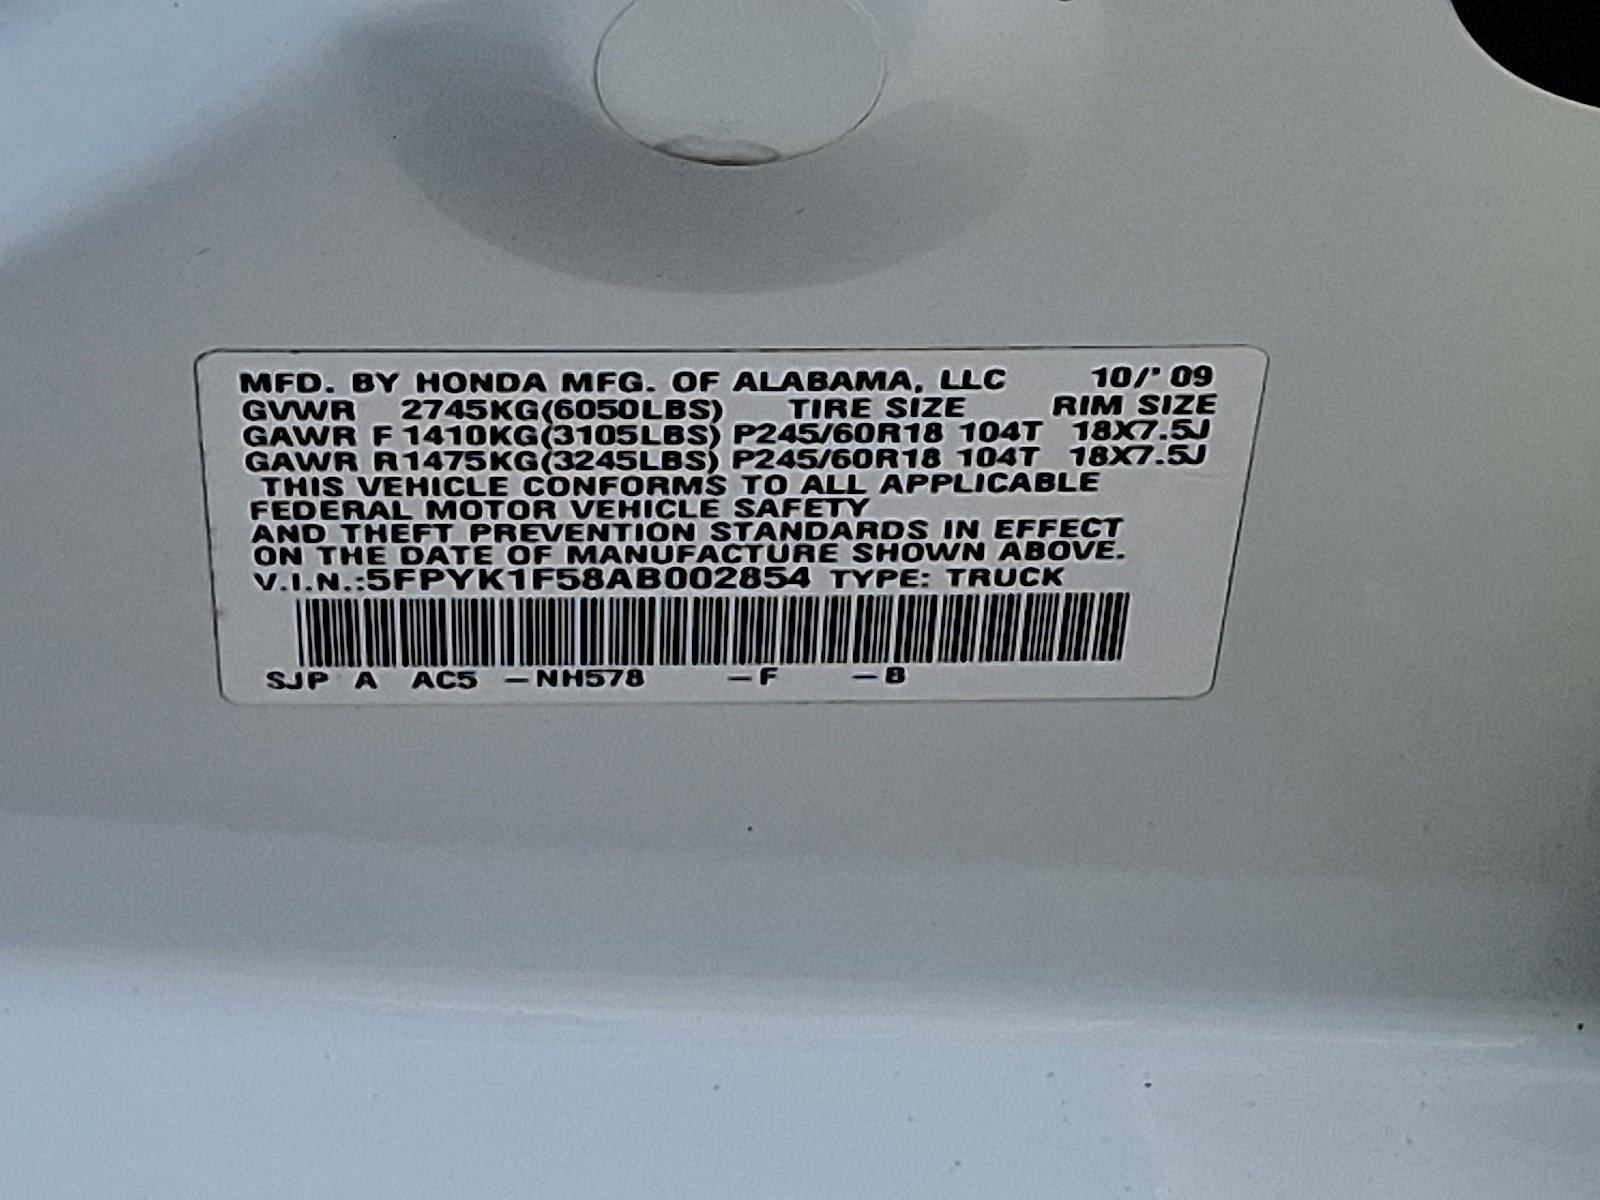 MFD. BY HONDA MFG. OF ALABAMA, LLC 10/' 09
GVWR 2745KG(6050LBS) TIRE SIZE RIM SIZE
GAWR F 1410KG(3105LBS) P245/60R18 104T 18X7.5J
GAWR R1475KG(3245LBS) P245/60R18 104T 18X7.5J
THIS VEHICLE CONFORMS TO ALL APPLICABLE
FEDERAL MOTOR VEHICLE SAFETY
AND THEFT PREVENTION STANDARDS IN EFFECT
ON THE DATE OF MANUFACTURE SHOWN ABOVE.
V.I.N.:5FPYK1F58AB002854 TYPE: TRUCK
SJP A AC5 -NH578 -F -B